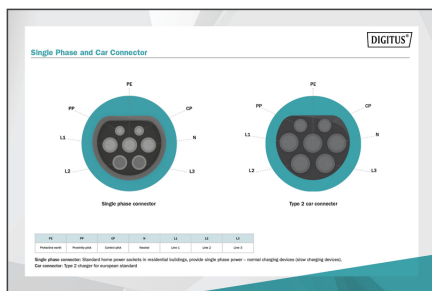 DIGITUS®
Single Phase and Car Connector
PE PE
PP CP PP CP
L1 N L1 N
L2 L3 L2 L3
Single phase connector Type 2 car connector
PE PP CP N L1 L2 L3
Protective earth Proximity pilot Control pilot Neutral Line 1 Line 2 Line 3
Single phase connector: Standard home power sockets in residential buildings, provide single phase power – normal charging devices (slow charging devices).
Car connector: Type 2 charger for european standard